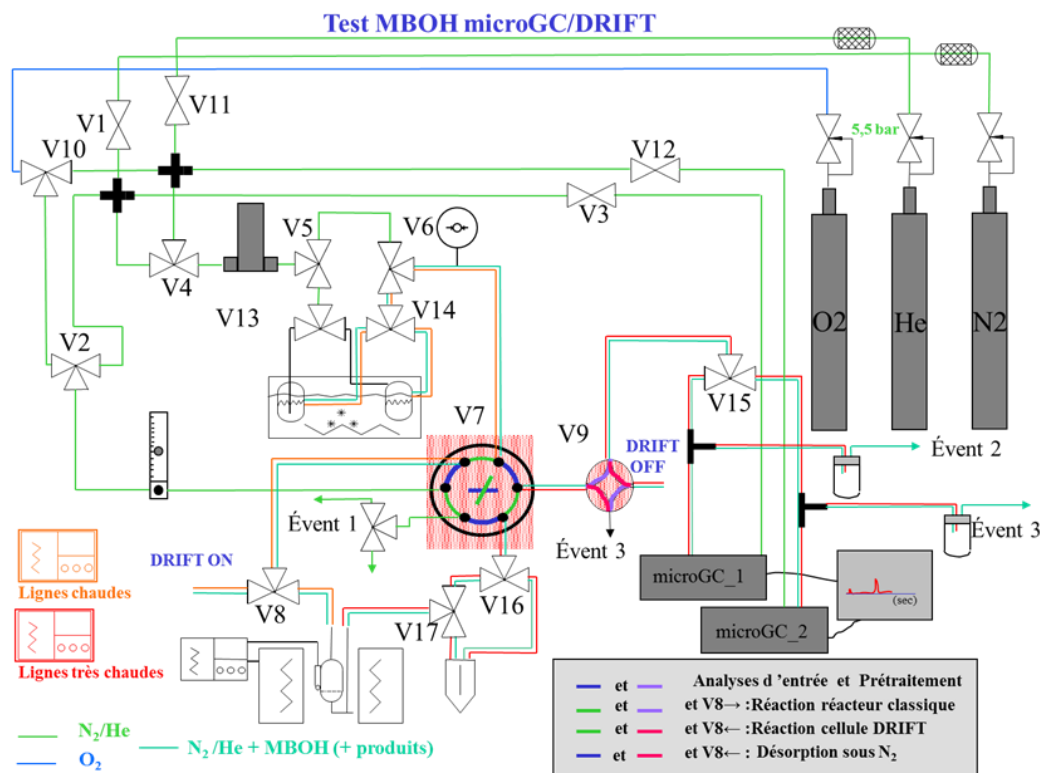 Test MBOH microGC/DRIFT
V11
V1
V10
5,5 bar
V12
V3
V5
V6
V4
V13
V14
O2
He
N2
V2
V15
V7
V9
DRIFT
OFF
Évent 2
Évent 1
Évent 3
Évent 3
DRIFT ON
microGC_1
(sec)
Lignes chaudes
V8
V16
V17
microGC_2
Lignes très chaudes
et Analyses d 'entrée et Prétraitement
et et V8→ :Réaction réacteur classique
et et V8← :Réaction cellule DRIFT
et et V8← : Désorption sous N₂
N₂/He
N₂ /He + MBOH (+ produits)
O₂